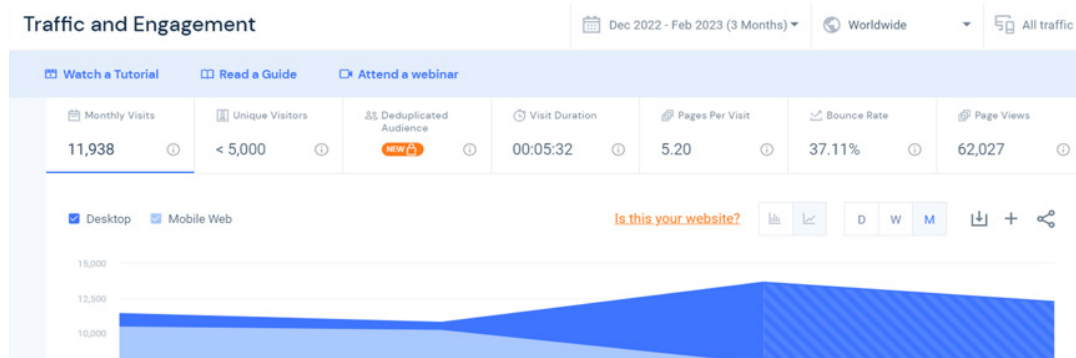 Traffic and Engagement
Dec 2022 - Feb 2023 (3 Months)
Worldwide
All traffic
Watch a Tutorial
Read a Guide
Attend a webinar
Monthly Visits
11,938
Unique Visitors
< 5,000
Deduplicated
Audience
NEW
Visit Duration
00:05:32
Pages Per Visit
5.20
Bounce Rate
37.11%
Page Views
62,027
Desktop
Mobile Web
Is this your website?
D
W
M
15,000
12,500
10,000